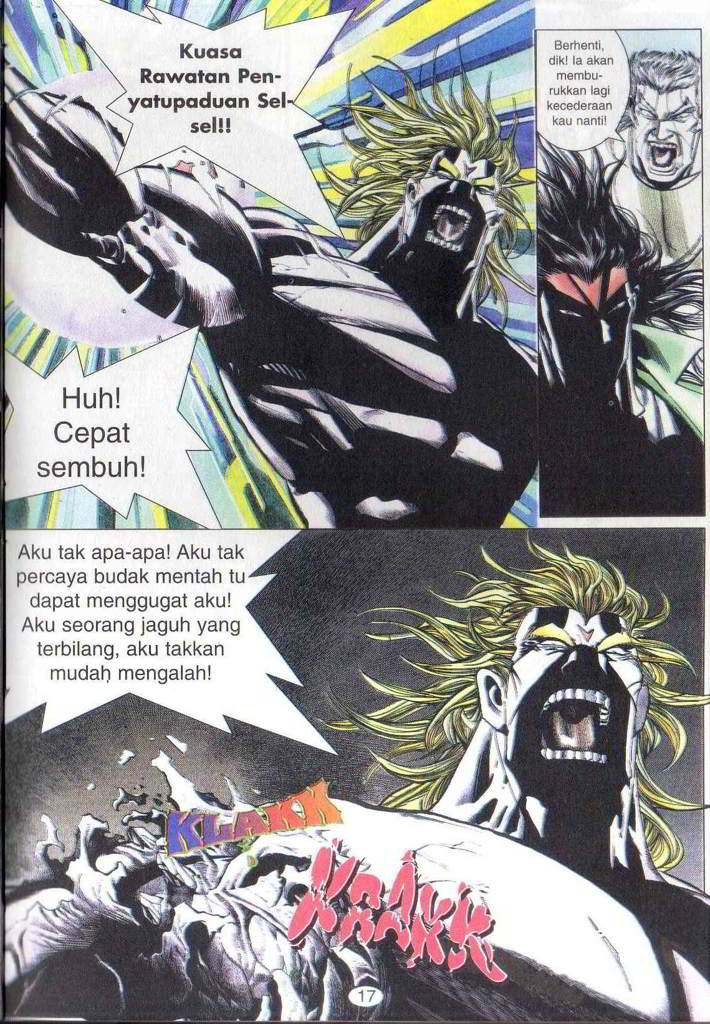 Kuasa
Rawatan Pen-
yatupaduan Sel-
sel!!
Berhenti,
dik! Ia akan
membu-
rukkan lagi
kecederaan
kau nanti!
Huh!
Cepat
sembuh!
Aku tak apa-apa! Aku tak
percaya budak mentah tu
dapat menggugat aku!
Aku seorang jaguh yang
terbilang, aku takkan
mudah mengalah!
KLAKK
KRAKK
17